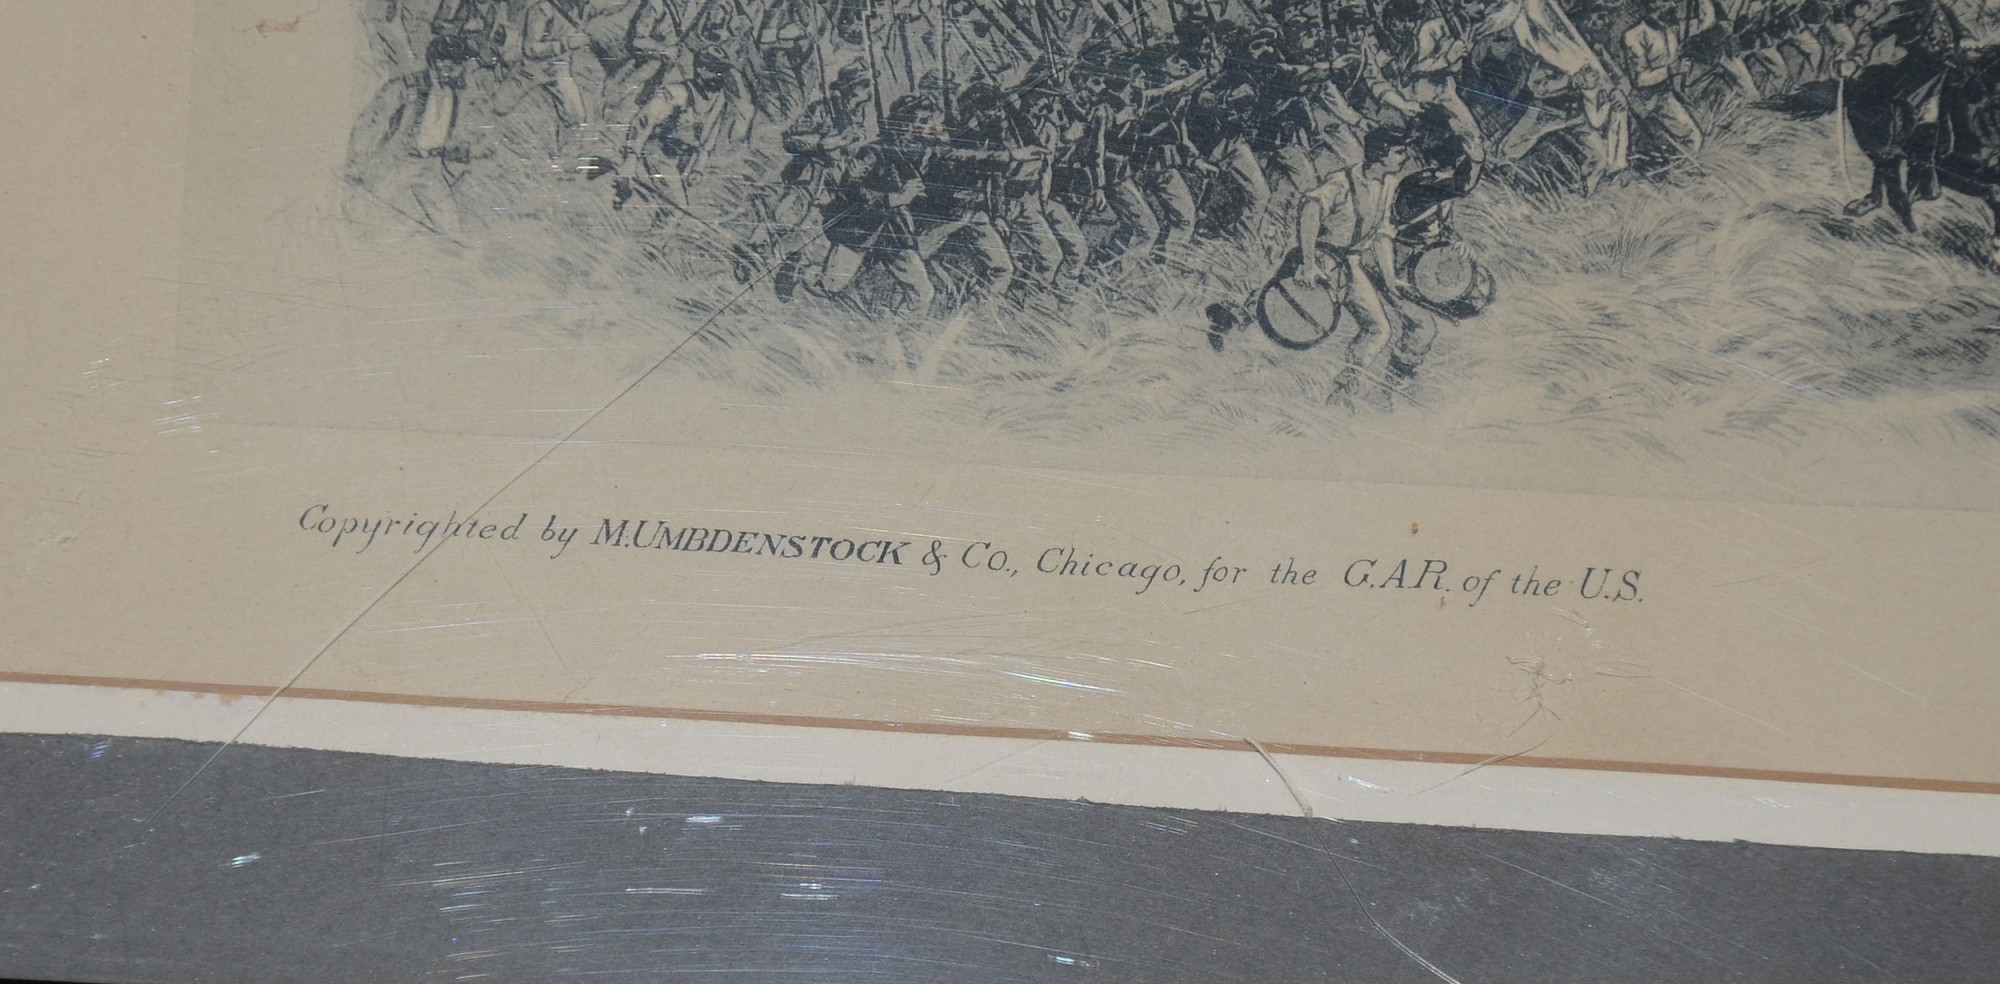 Copyrighted by M. UMBDENSTOCK & Co., Chicago, for the G.A.R. of the U.S.